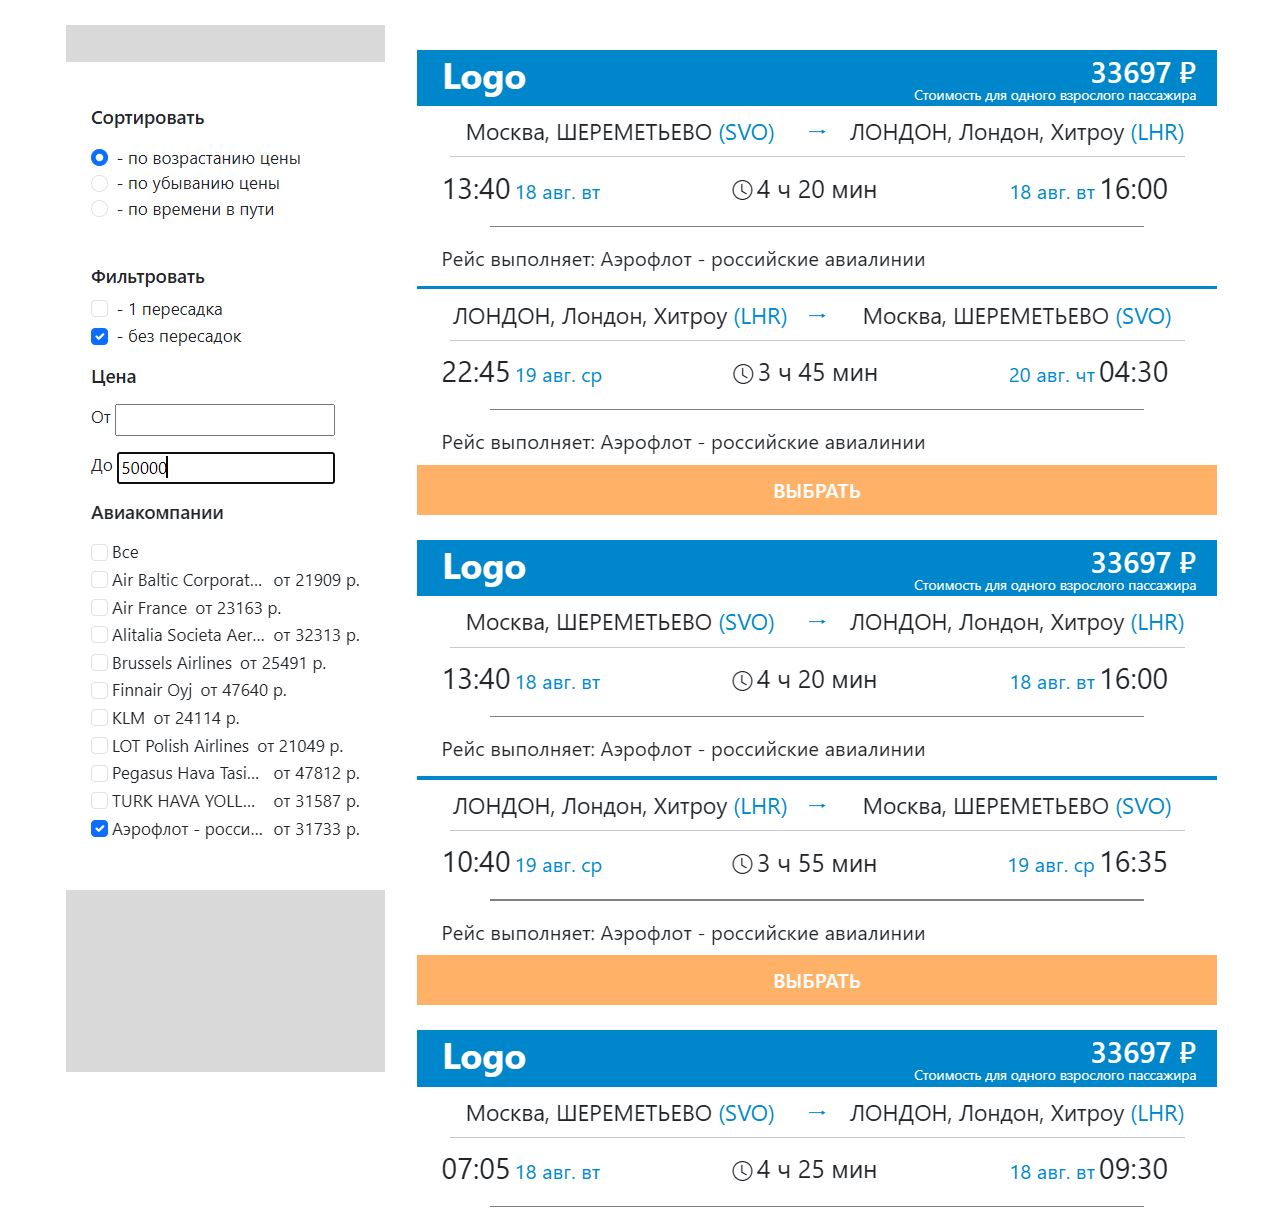 Сортировать
- по возрастанию цены
- по убыванию цены
- по времени в пути
Фильтровать
- 1 пересадка
- без пересадок
Цена
От
До 50000
Авиакомпании
Все
Air Baltic Corporat... от 21909 р.
Air France от 23163 р.
Alitalia Societa Aer... от 32313 р.
Brussels Airlines от 25491 р.
Finnair Oyj от 47640 р.
KLM от 24114 р.
LOT Polish Airlines от 21049 р.
Pegasus Hava Tasi... от 47812 р.
TURK HAVA YOLL... от 31587 р.
Аэрофлот - росси... от 31733 р.
Logo 33697 ₽
Стоимость для одного взрослого пассажира
Москва, ШЕРЕМЕТЬЕВО (SVO) → ЛОНДОН, Лондон, Хитроу (LHR)
13:40 18 авг. вт 4 ч 20 мин 18 авг. вт 16:00
Рейс выполняет: Аэрофлот - российские авиалинии
ЛОНДОН, Лондон, Хитроу (LHR) → Москва, ШЕРЕМЕТЬЕВО (SVO)
22:45 19 авг. ср 3 ч 45 мин 20 авг. чт 04:30
Рейс выполняет: Аэрофлот - российские авиалинии
ВЫБРАТЬ
Logo 33697 ₽
Стоимость для одного взрослого пассажира
Москва, ШЕРЕМЕТЬЕВО (SVO) → ЛОНДОН, Лондон, Хитроу (LHR)
13:40 18 авг. вт 4 ч 20 мин 18 авг. вт 16:00
Рейс выполняет: Аэрофлот - российские авиалинии
ЛОНДОН, Лондон, Хитроу (LHR) → Москва, ШЕРЕМЕТЬЕВО (SVO)
10:40 19 авг. ср 3 ч 55 мин 19 авг. ср 16:35
Рейс выполняет: Аэрофлот - российские авиалинии
ВЫБРАТЬ
Logo 33697 ₽
Стоимость для одного взрослого пассажира
Москва, ШЕРЕМЕТЬЕВО (SVO) → ЛОНДОН, Лондон, Хитроу (LHR)
07:05 18 авг. вт 4 ч 25 мин 18 авг. вт 09:30